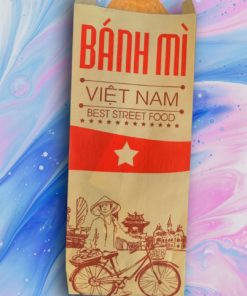 BÁNH MÌ
VIỆT NAM
BEST STREET FOOD